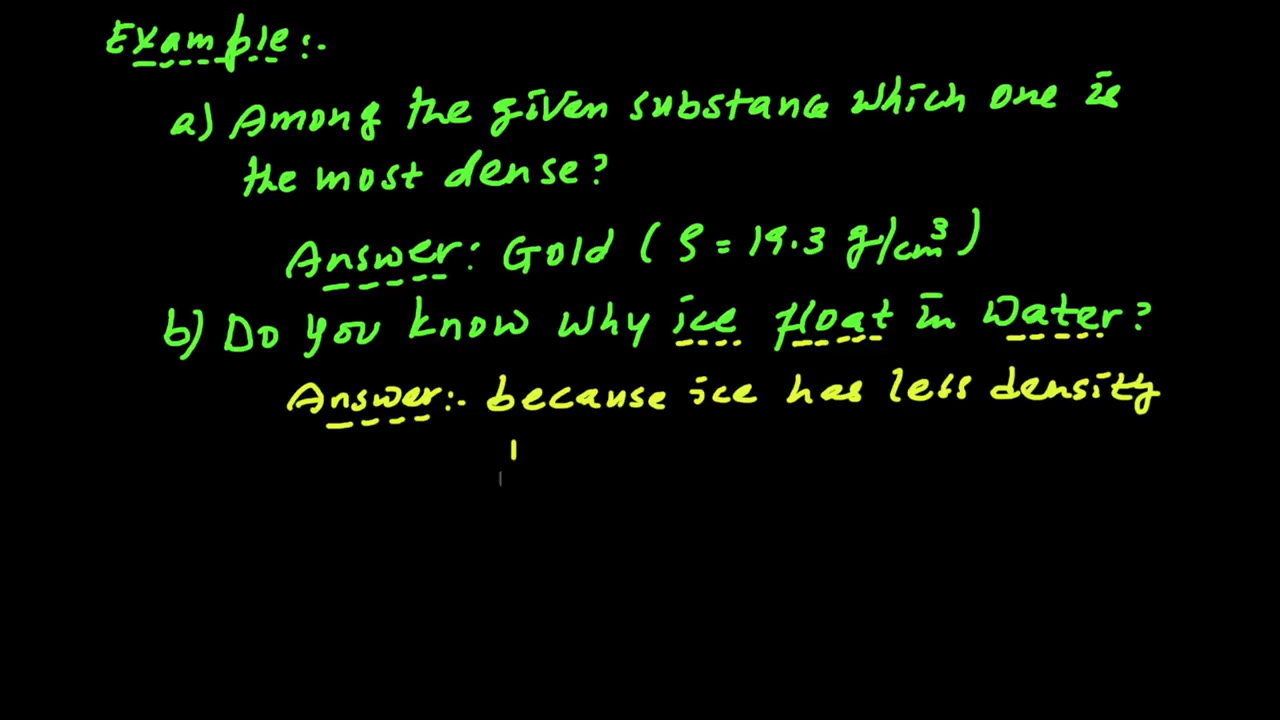 Example:-
a) Among the given substance which one is
the most dense?
Answer: Gold (ρ = 19.3 g/cm³)
b) Do you know why ice float in Water?
Answer:- because ice has less density